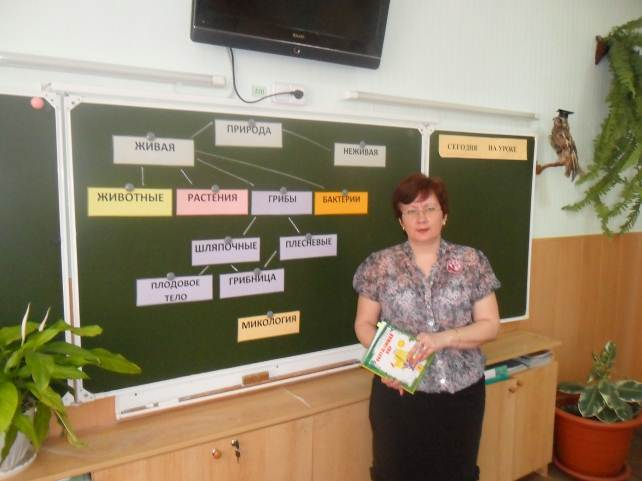 ПРИРОДА
ЖИВАЯ
НЕЖИВАЯ
СЕГОДНЯ НА УРОКЕ
ЖИВОТНЫЕ
РАСТЕНИЯ
ГРИБЫ
БАКТЕРИИ
ШЛЯПОЧНЫЕ
ПЛЕСНЕВЫЕ
ПЛОДОВОЕ
ТЕЛО
ГРИБНИЦА
МИКОЛОГИЯ